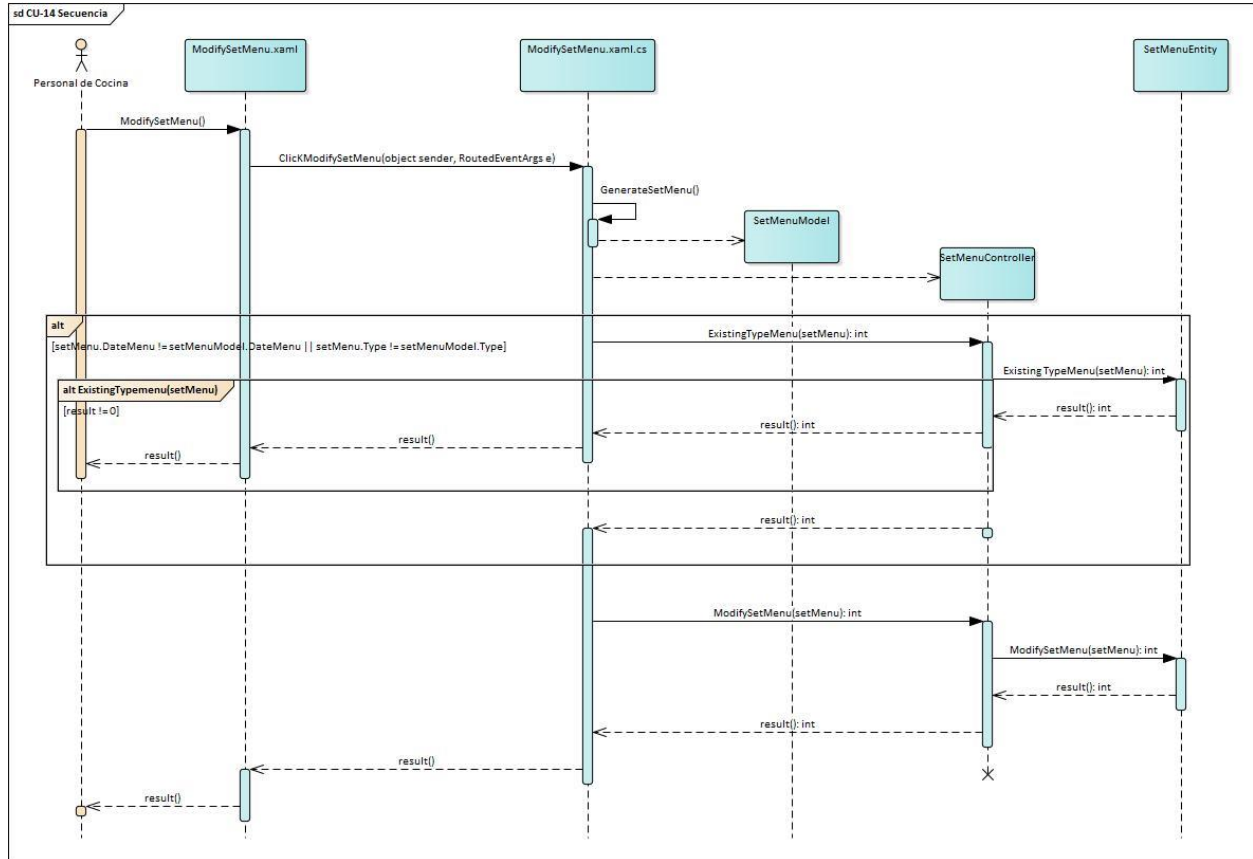 sd CU-14 Secuencia
Personal de Cocina
ModifySetMenu.xaml
ModifySetMenu.xaml.cs
SetMenuEntity
ModifySetMenu()
ClicKModifySetMenu(object sender, RoutedEventArgs e)
GenerateSetMenu()
SetMenuModel
SetMenuController
alt
[setMenu.DateMenu != setMenuModel.DateMenu || setMenu.Type != setMenuModel.Type]
ExistingTypeMenu(setMenu): int
Existing TypeMenu(setMenu): int
alt ExistingTypemenu(setMenu)
[result != 0]
result(): int
result(): int
result()
result()
result(): int
ModifySetMenu(setMenu): int
ModifySetMenu(setMenu): int
result(): int
result(): int
result()
result()